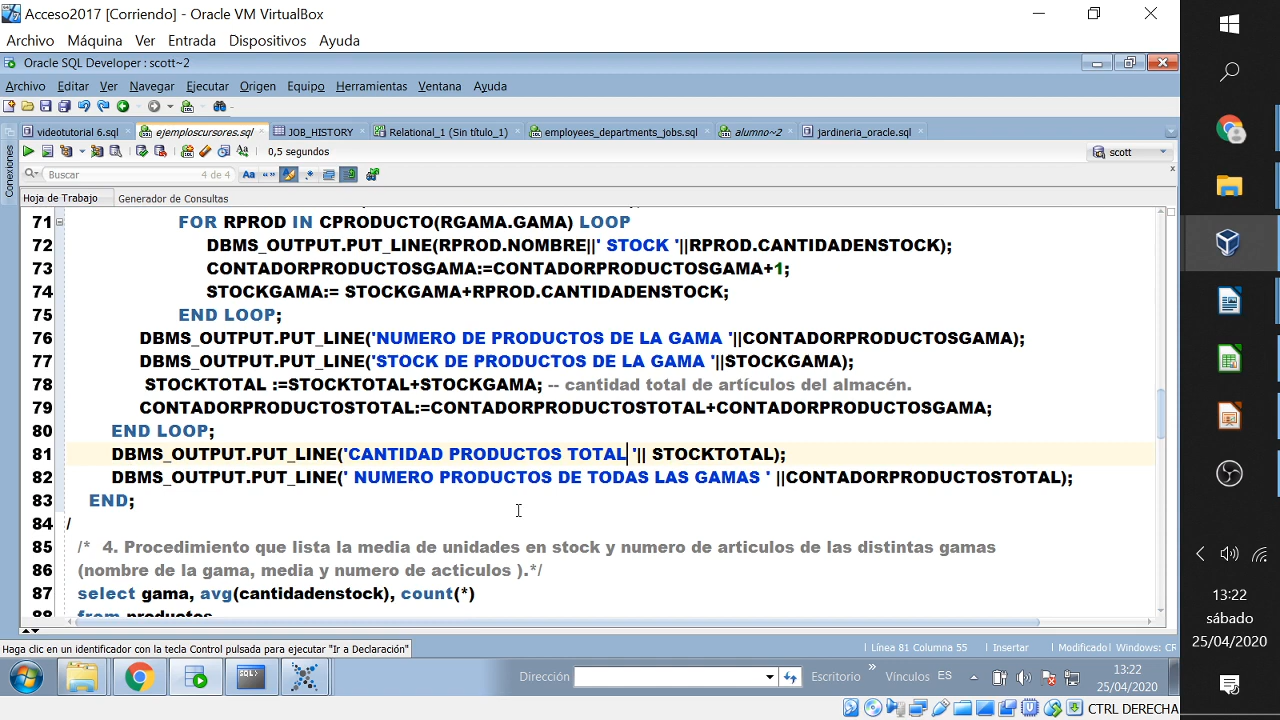 Acceso2017 [Corriendo] - Oracle VM VirtualBox
Archivo Máquina Ver Entrada Dispositivos Ayuda
Oracle SQL Developer : scott~2
Archivo Editar Ver Navegar Ejecutar Origen Equipo Herramientas Ventana Ayuda
videotutorial 6.sql ejemploscursores.sql JOB_HISTORY Relational_1 (Sin título_1) employees_departments_jobs.sql alumno~2 jardineria_oracle.sql
0,5 segundos scott
Conexiones
Buscar 4 de 4 Aa
Hoja de Trabajo Generador de Consultas
71 FOR RPROD IN CPRODUCTO(RGAMA.GAMA) LOOP
72 DBMS_OUTPUT.PUT_LINE(RPROD.NOMBRE||' STOCK '||RPROD.CANTIDADENSTOCK);
73 CONTADORPRODUCTOSGAMA:=CONTADORPRODUCTOSGAMA+1;
74 STOCKGAMA:= STOCKGAMA+RPROD.CANTIDADENSTOCK;
75 END LOOP;
76 DBMS_OUTPUT.PUT_LINE('NUMERO DE PRODUCTOS DE LA GAMA '||CONTADORPRODUCTOSGAMA);
77 DBMS_OUTPUT.PUT_LINE('STOCK DE PRODUCTOS DE LA GAMA '||STOCKGAMA);
78 STOCKTOTAL :=STOCKTOTAL+STOCKGAMA; -- cantidad total de artículos del almacén.
79 CONTADORPRODUCTOSTOTAL:=CONTADORPRODUCTOSTOTAL+CONTADORPRODUCTOSGAMA;
80 END LOOP;
81 DBMS_OUTPUT.PUT_LINE('CANTIDAD PRODUCTOS TOTAL '|| STOCKTOTAL);
82 DBMS_OUTPUT.PUT_LINE(' NUMERO PRODUCTOS DE TODAS LAS GAMAS ' ||CONTADORPRODUCTOSTOTAL);
83 END;
84 /
85 /* 4. Procedimiento que lista la media de unidades en stock y numero de articulos de las distintas gamas
86 (nombre de la gama, media y numero de acticulos ).*/
87 select gama, avg(cantidadenstock), count(*)
88 from productos
Haga clic en un identificador con la tecla Control pulsada para ejecutar "Ir a Declaración"
Línea 81 Columna 55 Insertar Modificado Windows: CR
Dirección Escritorio » Vínculos ES 13:22
25/04/2020
CTRL DERECHA
13:22
sábado
25/04/2020